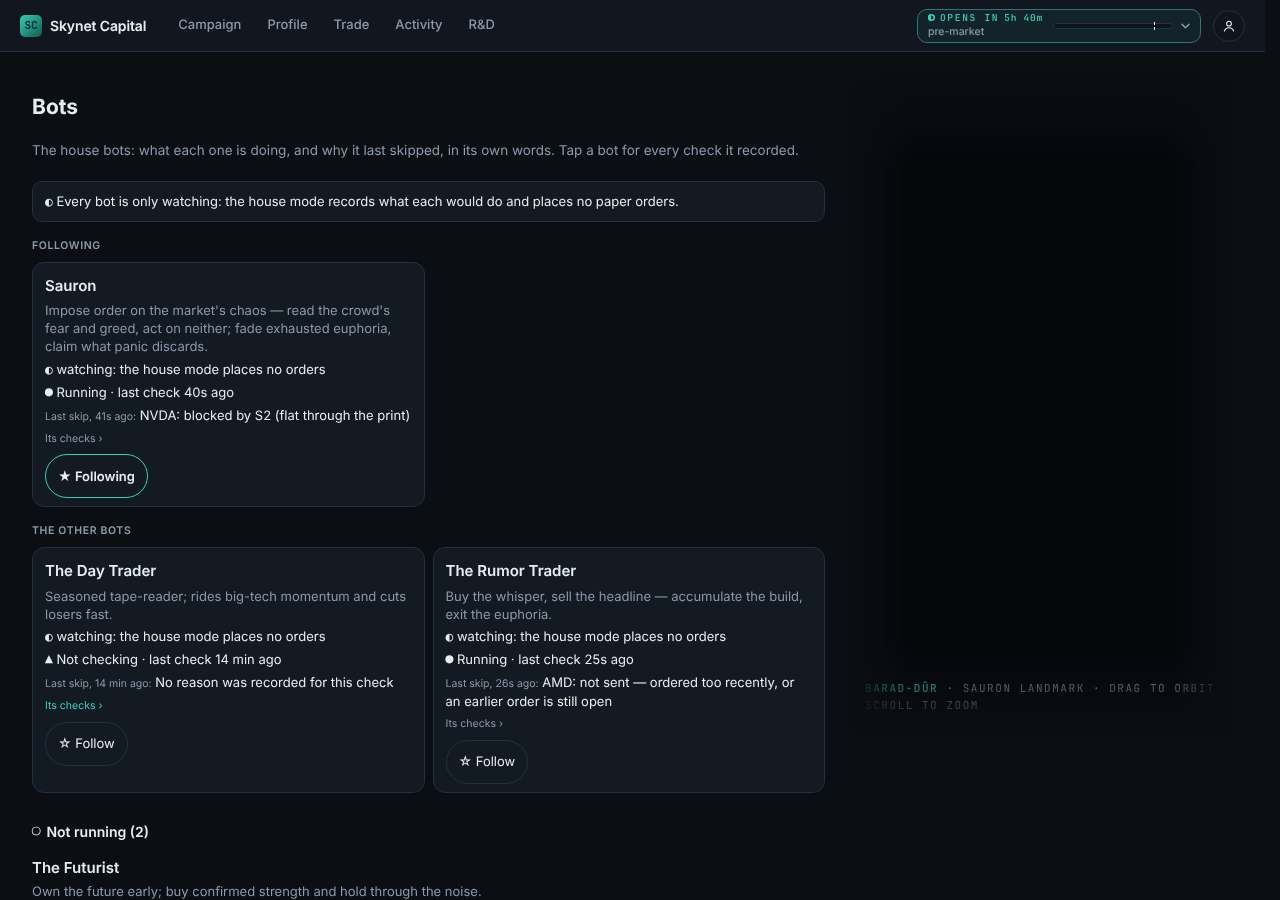 SC Skynet Capital Campaign Profile Trade Activity R&D
OPENS IN 5h 40m
pre-market
Bots
The house bots: what each one is doing, and why it last skipped, in its own words. Tap a bot for every check it recorded.
Every bot is only watching: the house mode records what each would do and places no paper orders.
FOLLOWING
Sauron
Impose order on the market's chaos — read the crowd's
fear and greed, act on neither; fade exhausted euphoria,
claim what panic discards.
watching: the house mode places no orders
Running · last check 40s ago
Last skip, 41s ago: NVDA: blocked by S2 (flat through the print)
Its checks ›
★ Following
THE OTHER BOTS
The Day Trader
Seasoned tape-reader; rides big-tech momentum and cuts
losers fast.
watching: the house mode places no orders
Not checking · last check 14 min ago
Last skip, 14 min ago: No reason was recorded for this check
Its checks ›
☆ Follow
The Rumor Trader
Buy the whisper, sell the headline — accumulate the build,
exit the euphoria.
watching: the house mode places no orders
Running · last check 25s ago
Last skip, 26s ago: AMD: not sent — ordered too recently, or
an earlier order is still open
Its checks ›
☆ Follow
BARAD-DÛR · SAURON LANDMARK · DRAG TO ORBIT
SCROLL TO ZOOM
Not running (2)
The Futurist
Own the future early; buy confirmed strength and hold through the noise.